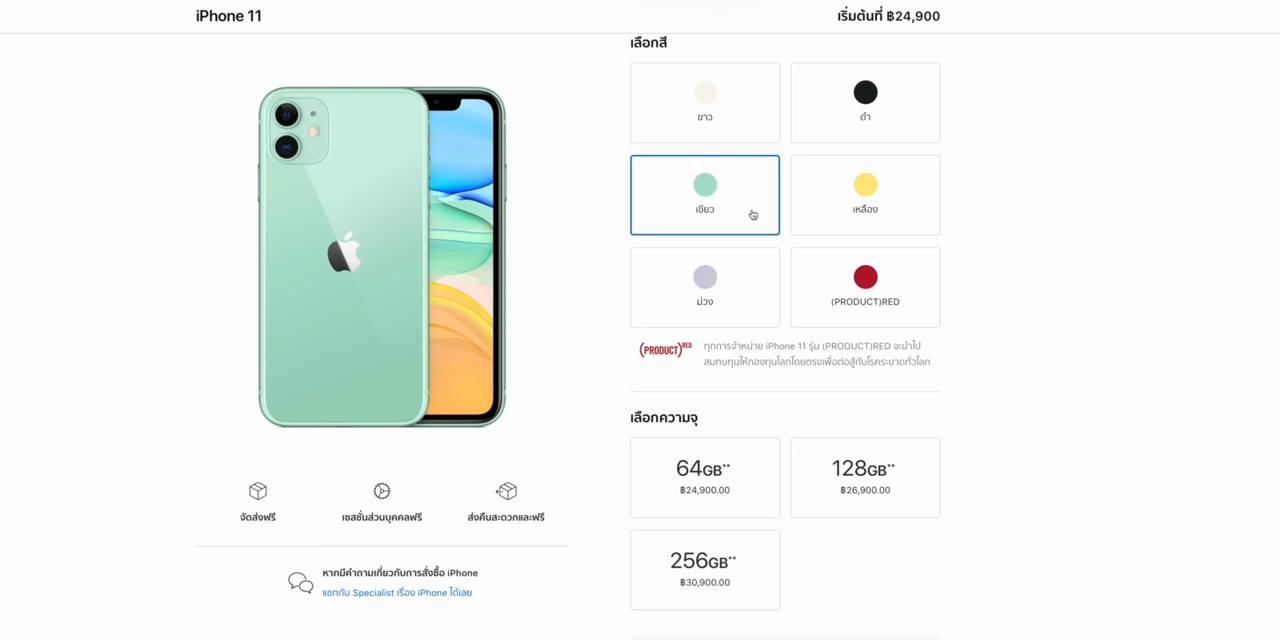 iPhone 11
เริ่มต้นที่ ฿24,900
เลือกสี
ขาว
ดำ
เขียว
เหลือง
ม่วง
(PRODUCT)RED
(PRODUCT)RED
ทุกการจำหน่าย iPhone 11 รุ่น (PRODUCT)RED จะนำไป
สมทบทุนให้กองทุนโลกโดยตรงเพื่อต่อสู้กับโรคระบาดทั่วโลก
เลือกความจุ
64GB**
฿24,900.00
128GB**
฿26,900.00
256GB**
฿30,900.00
จัดส่งฟรี
เซสชั่นส่วนบุคคลฟรี
ส่งคืนสะดวกและฟรี
หากมีคำถามเกี่ยวกับการสั่งซื้อ iPhone
แชทกับ Specialist เรื่อง iPhone ได้เลย